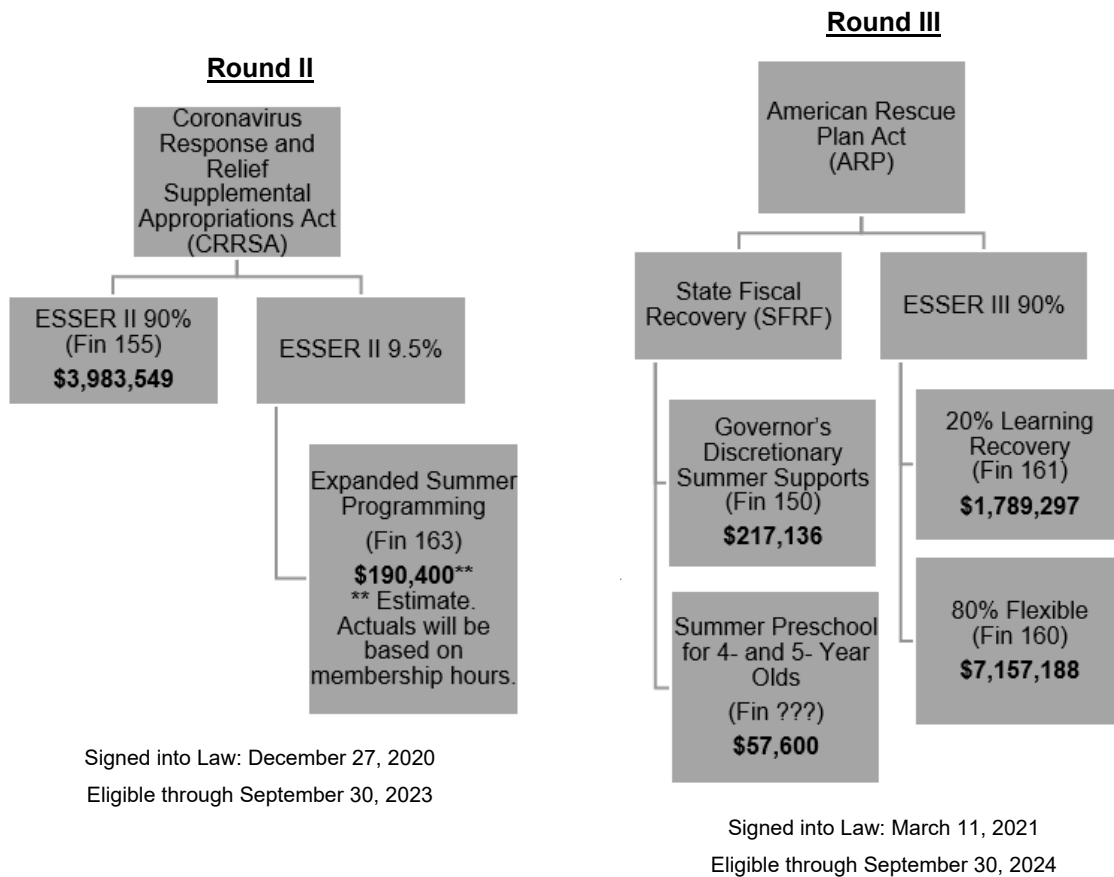 Round II
Coronavirus
Response and
Relief
Supplemental
Appropriations Act
(CRRSA)
ESSER II 90%
(Fin 155)
$3,983,549
ESSER II 9.5%
Expanded Summer
Programming
(Fin 163)
$190,400**
** Estimate.
Actuals will be
based on
membership hours.
Signed into Law: December 27, 2020
Eligible through September 30, 2023
Round III
American Rescue
Plan Act
(ARP)
State Fiscal
Recovery (SFRF)
Governor's
Discretionary
Summer Supports
(Fin 150)
$217,136
Summer Preschool
for 4- and 5- Year
Olds
(Fin ???)
$57,600
ESSER III 90%
20% Learning
Recovery
(Fin 161)
$1,789,297
80% Flexible
(Fin 160)
$7,157,188
Signed into Law: March 11, 2021
Eligible through September 30, 2024